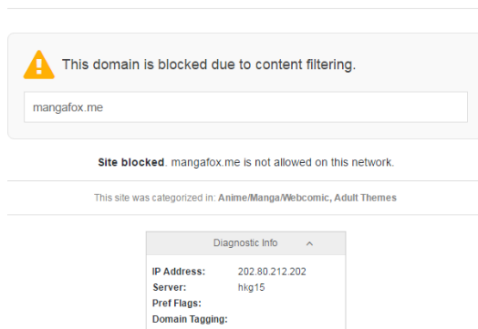 This domain is blocked due to content filtering.
mangafox.me
Site blocked. mangafox.me is not allowed on this network.
This site was categorized in: Anime/Manga/Webcomic, Adult Themes
Diagnostic Info
IP Address: 202.80.212.202
Server: hkg15
Pref Flags:
Domain Tagging: